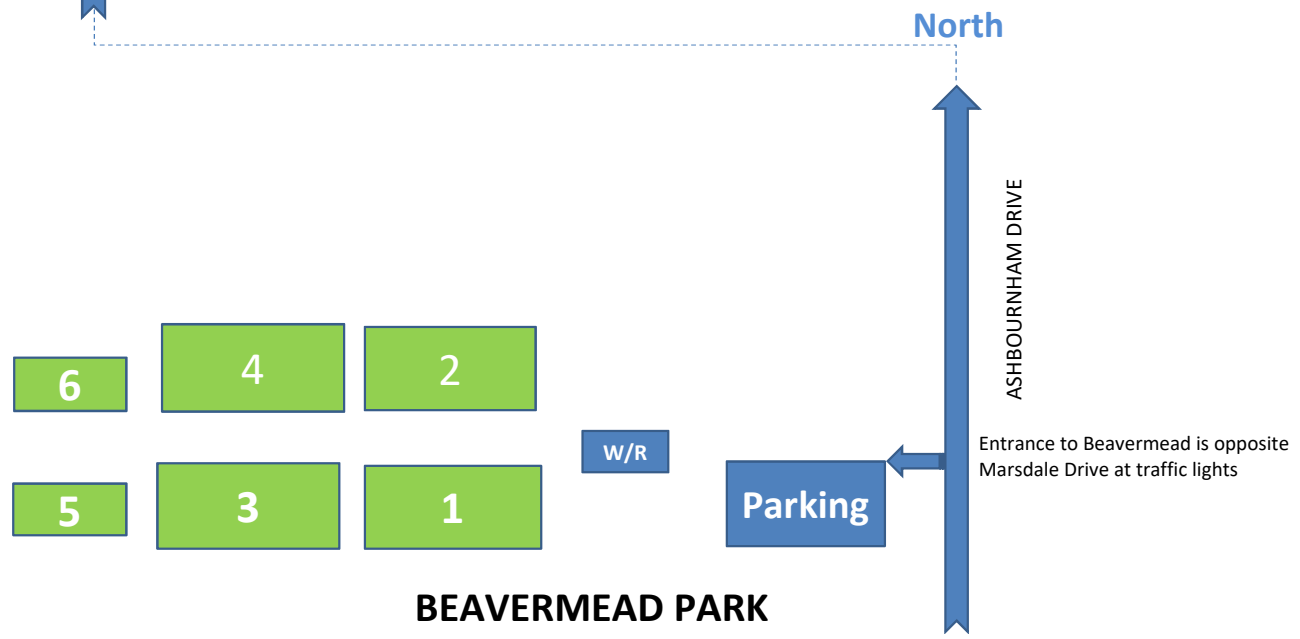 North
ASHBOURNHAM DRIVE
4
2
6
Entrance to Beavermead is opposite
Marsdale Drive at traffic lights
W/R
3
1
Parking
5
BEAVERMEAD PARK